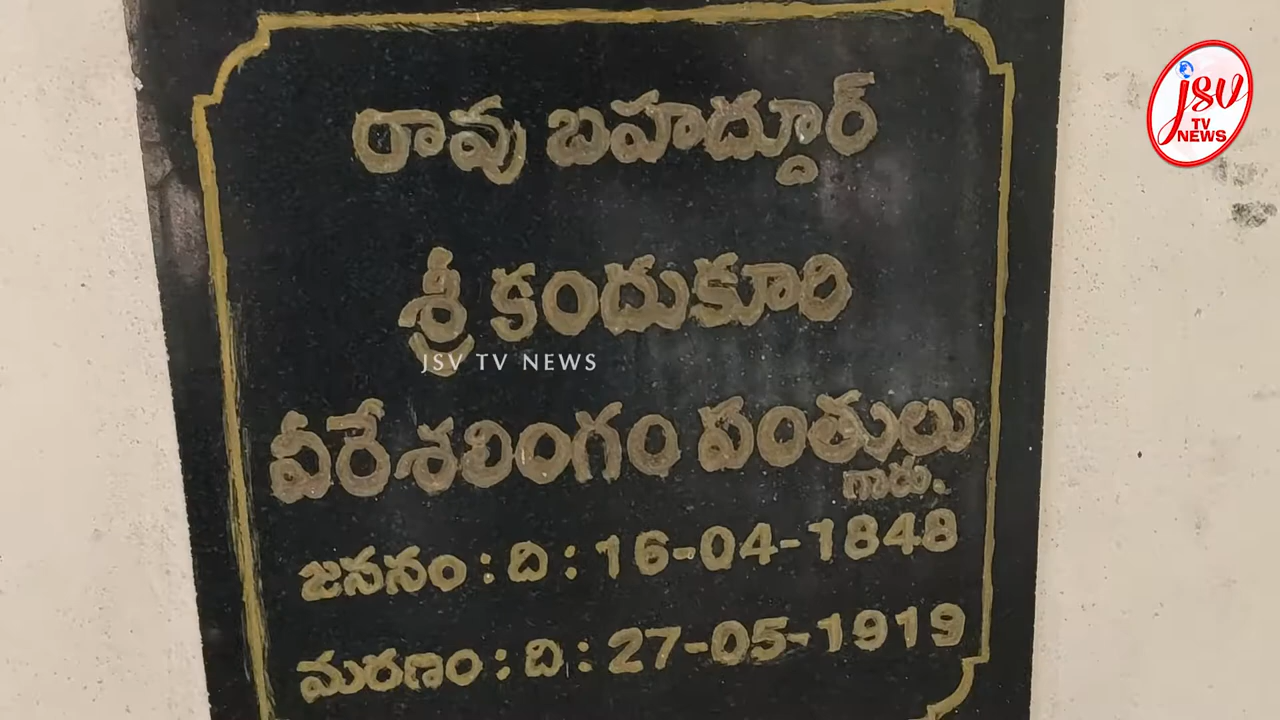 రావు బహద్దూర్
శ్రీ కందుకూరి
వీరేశలింగం పంతులు
గారు.
జననం : ది : 16-04-1848
మరణం : ది : 27-05-1919
JSV TV NEWS
jsv
TV
NEWS